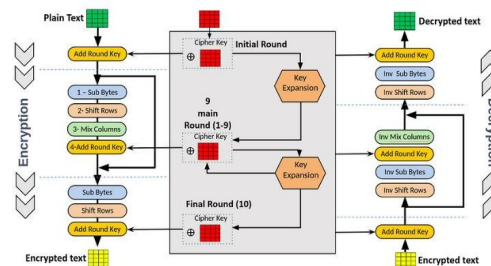 Plain Text
Add Round Key
1 – Sub Bytes
2- Shift Rows
3- Mix Columns
4-Add Round Key
Sub Bytes
Shift Rows
Add Round Key
Encrypted text
Encryption
Cipher Key
Initial Round
Key
Expansion
9
main
Round (1-9)
Cipher Key
Key
Expansion
Final Round (10)
Cipher Key
Decrypted text
Add Round Key
Inv Sub Bytes
Inv Shift Rows
Inv Mix Columns
Add Round Key
Inv Sub Bytes
Inv Shift Rows
Add Round Key
Encrypted text